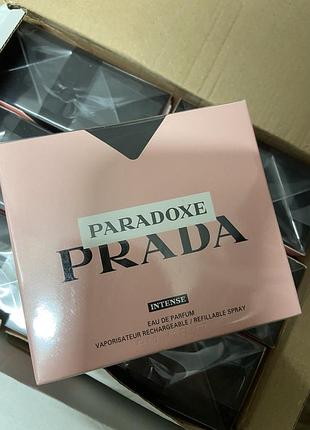 PARADOXE
PRADA
INTENSE
EAU DE PARFUM
VAPORISATEUR RECHARGEABLE / REFILLABLE SPRAY